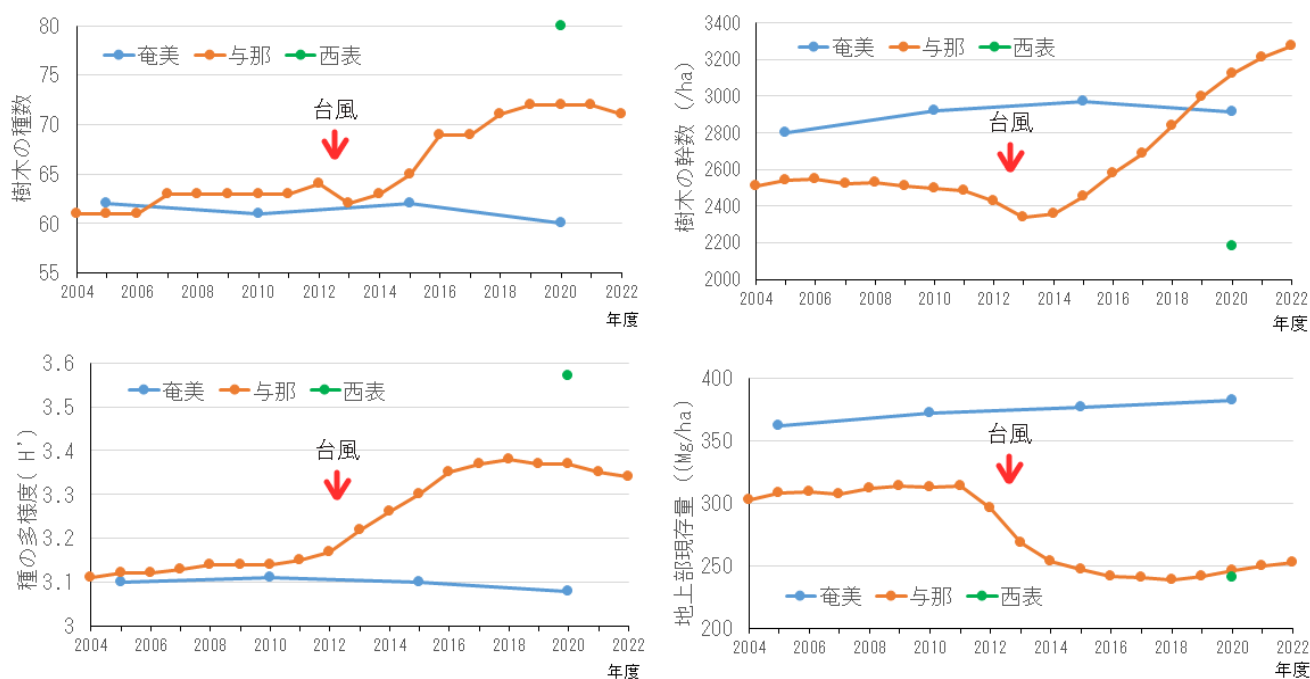 80
75
70
65
60
55
樹木の種数
奄美 与那 西表
台風
2004 2006 2008 2010 2012 2014 2016 2018 2020 2022
年度
3400
3200
3000
2800
2600
2400
2200
2000
樹木の幹数 (/ha)
奄美 与那 西表
台風
2004 2006 2008 2010 2012 2014 2016 2018 2020 2022
年度
3.6
3.5
3.4
3.3
3.2
3.1
3
種の多様度( H')
奄美 与那 西表
台風
2004 2006 2008 2010 2012 2014 2016 2018 2020 2022
年度
400
350
300
250
200
地上部現存量 ((Mg/ha)
台風
奄美 与那 西表
2004 2006 2008 2010 2012 2014 2016 2018 2020 2022
年度